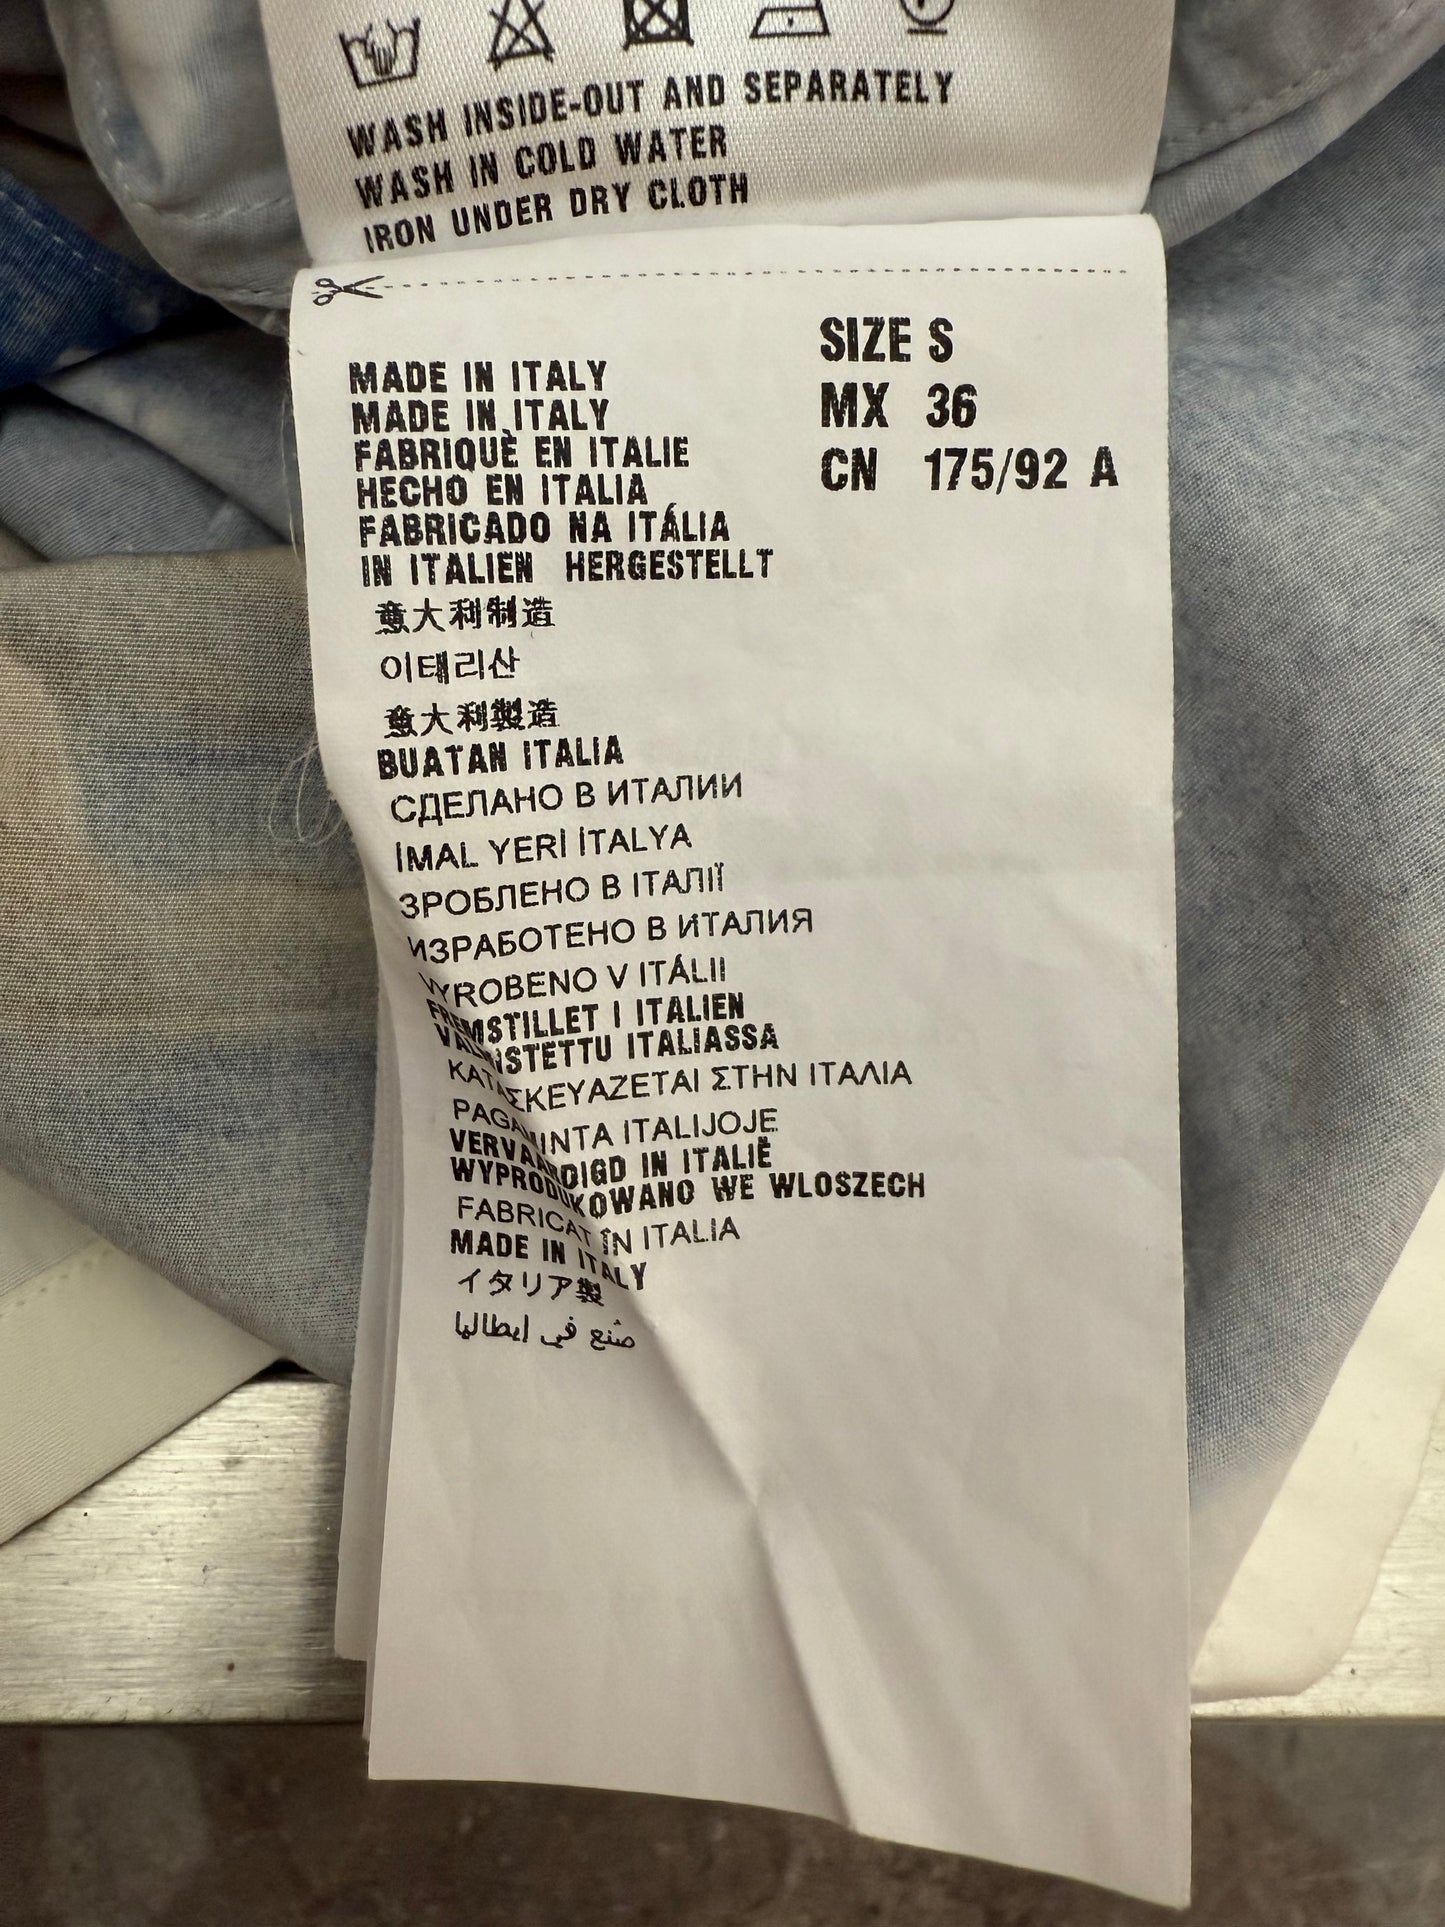 WASH INSIDE-OUT AND SEPARATELY
WASH IN COLD WATER
IRON UNDER DRY CLOTH
SIZE S
MX 36
CN 175/92 A
MADE IN ITALY
MADE IN ITALY
FABRIQUÈ EN ITALIE
HECHO EN ITALIA
FABRICADO NA ITÁLIA
IN ITALIEN HERGESTELLT
意大利制造
이태리산
意大利製造
BUATAN ITALIA
СДЕЛАНО В ИТАЛИИ
İMAL YERİ İTALYA
ЗРОБЛЕНО В ІТАЛІЇ
ИЗРАБОТЕНО В ИТАЛИЯ
VYROBENO V ITÁLII
FREMSTILLET I ITALIEN
VALMISTETTU ITALIASSA
ΚΑΤΑΣΚΕΥΑΖΕΤΑΙ ΣΤΗΝ ΙΤΑΛΙΑ
PAGAMINTA ITALIJOJE
VERVAARDIGD IN ITALIË
WYPRODUKOWANO WE WLOSZECH
FABRICAT ÎN ITALIA
MADE IN ITALY
イタリア製
صنع في ايطاليا